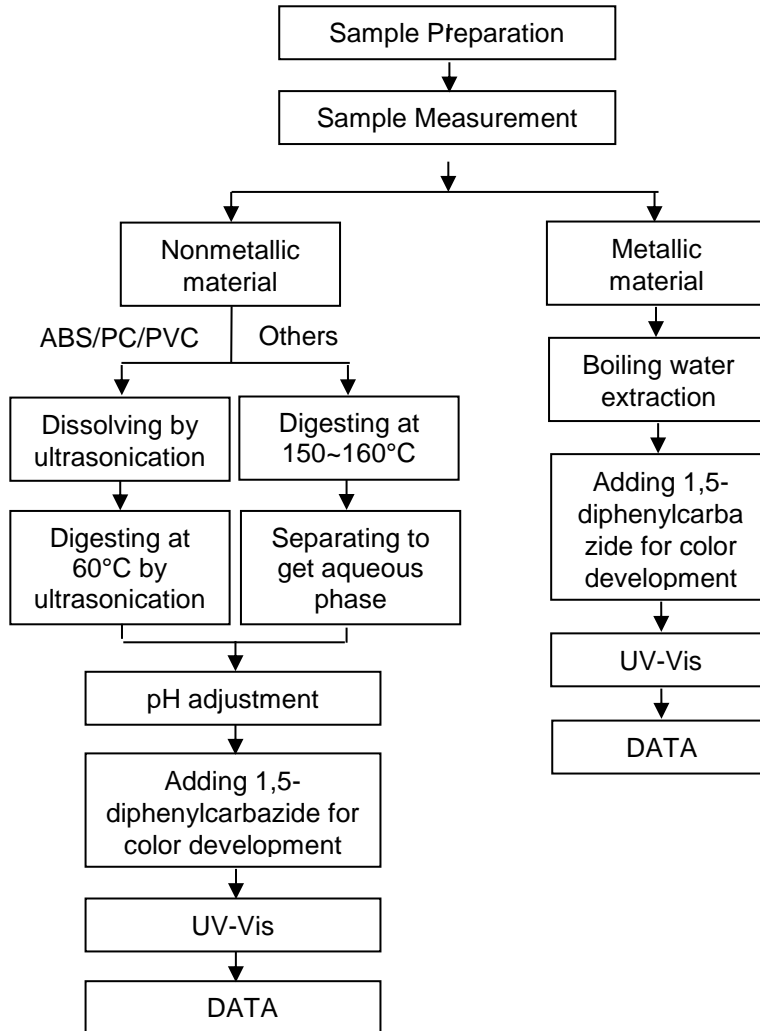 Sample Preparation
Sample Measurement
Nonmetallic
material
Metallic
material
ABS/PC/PVC
Others
Boiling water
extraction
Dissolving by
ultrasonication
Digesting at
150~160°C
Adding 1,5-
diphenylcarba
zide for color
development
Digesting at
60°C by
ultrasonication
Separating to
get aqueous
phase
UV-Vis
pH adjustment
DATA
Adding 1,5-
diphenylcarbazide for
color development
UV-Vis
DATA